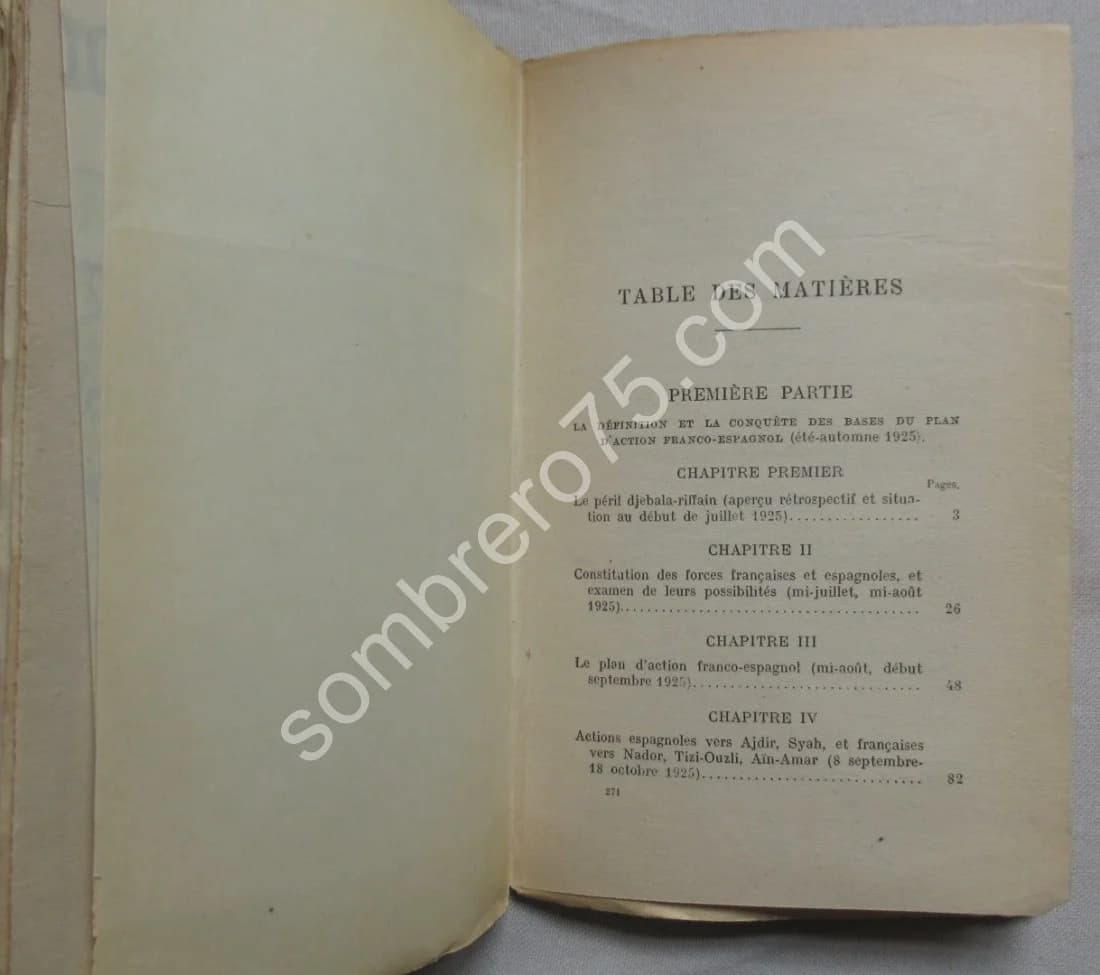 TABLE DES MATIÈRES
PREMIÈRE PARTIE
LA DÉFINITION ET LA CONQUÊTE DES BASES DU PLAN
D'ACTION FRANCO-ESPAGNOL (été-automne 1925).
CHAPITRE PREMIER
Pages.
Le péril djebala-riffain (aperçu rétrospectif et situa-
tion au début de juillet 1925).................. 3
CHAPITRE II
Constitution des forces françaises et espagnoles, et
examen de leurs possibilités (mi-juillet, mi-août
1925)........................................ 26
CHAPITRE III
Le plan d'action franco-espagnol (mi-août, début
septembre 1925).............................. 48
CHAPITRE IV
Actions espagnoles vers Ajdir, Syah, et françaises
vers Nador, Tizi-Ouzli, Aïn-Amar (8 septembre-
18 octobre 1925)............................. 82
271
sombrero75.com